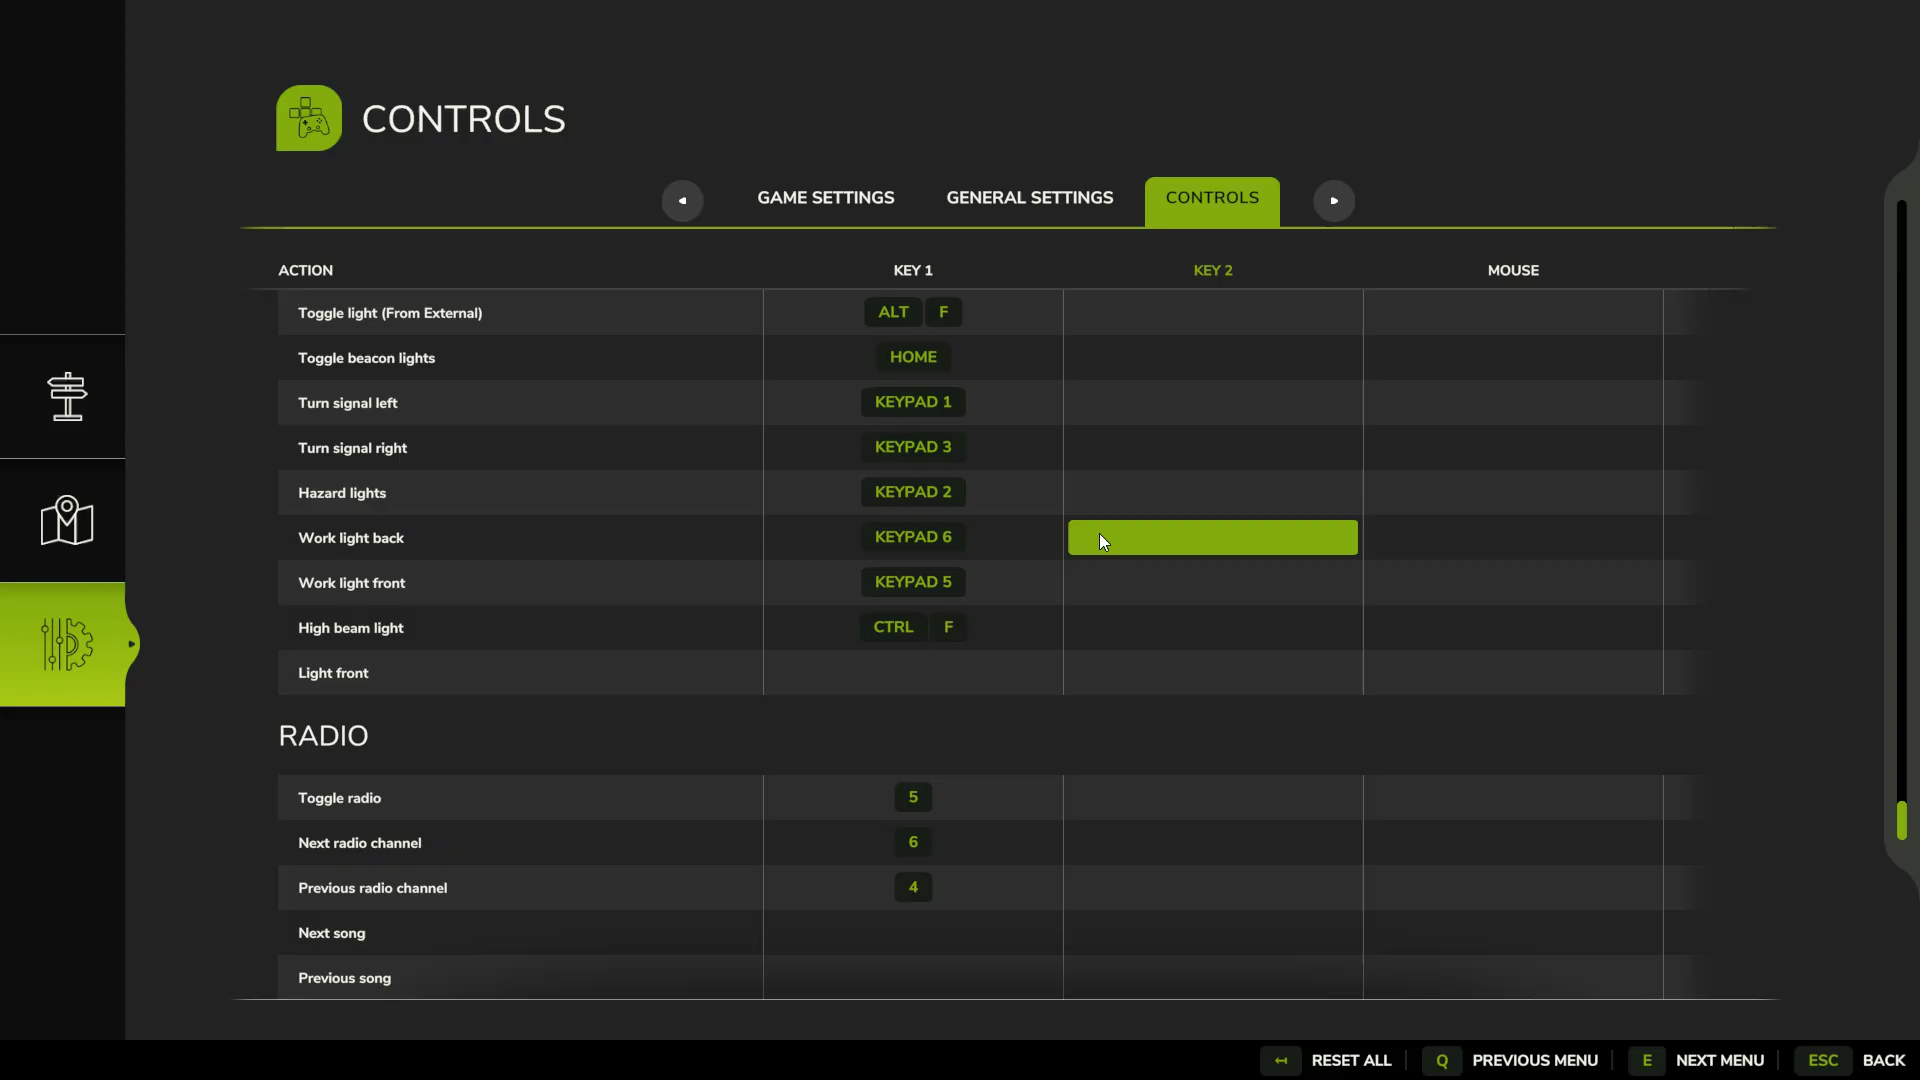 CONTROLS
GAME SETTINGS GENERAL SETTINGS CONTROLS
ACTION KEY 1 KEY 2 MOUSE
Toggle light (From External) ALT F
Toggle beacon lights HOME
Turn signal left KEYPAD 1
Turn signal right KEYPAD 3
Hazard lights KEYPAD 2
Work light back KEYPAD 6
Work light front KEYPAD 5
High beam light CTRL F
Light front
RADIO
Toggle radio 5
Next radio channel 6
Previous radio channel 4
Next song
Previous song
RESET ALL Q PREVIOUS MENU E NEXT MENU ESC BACK